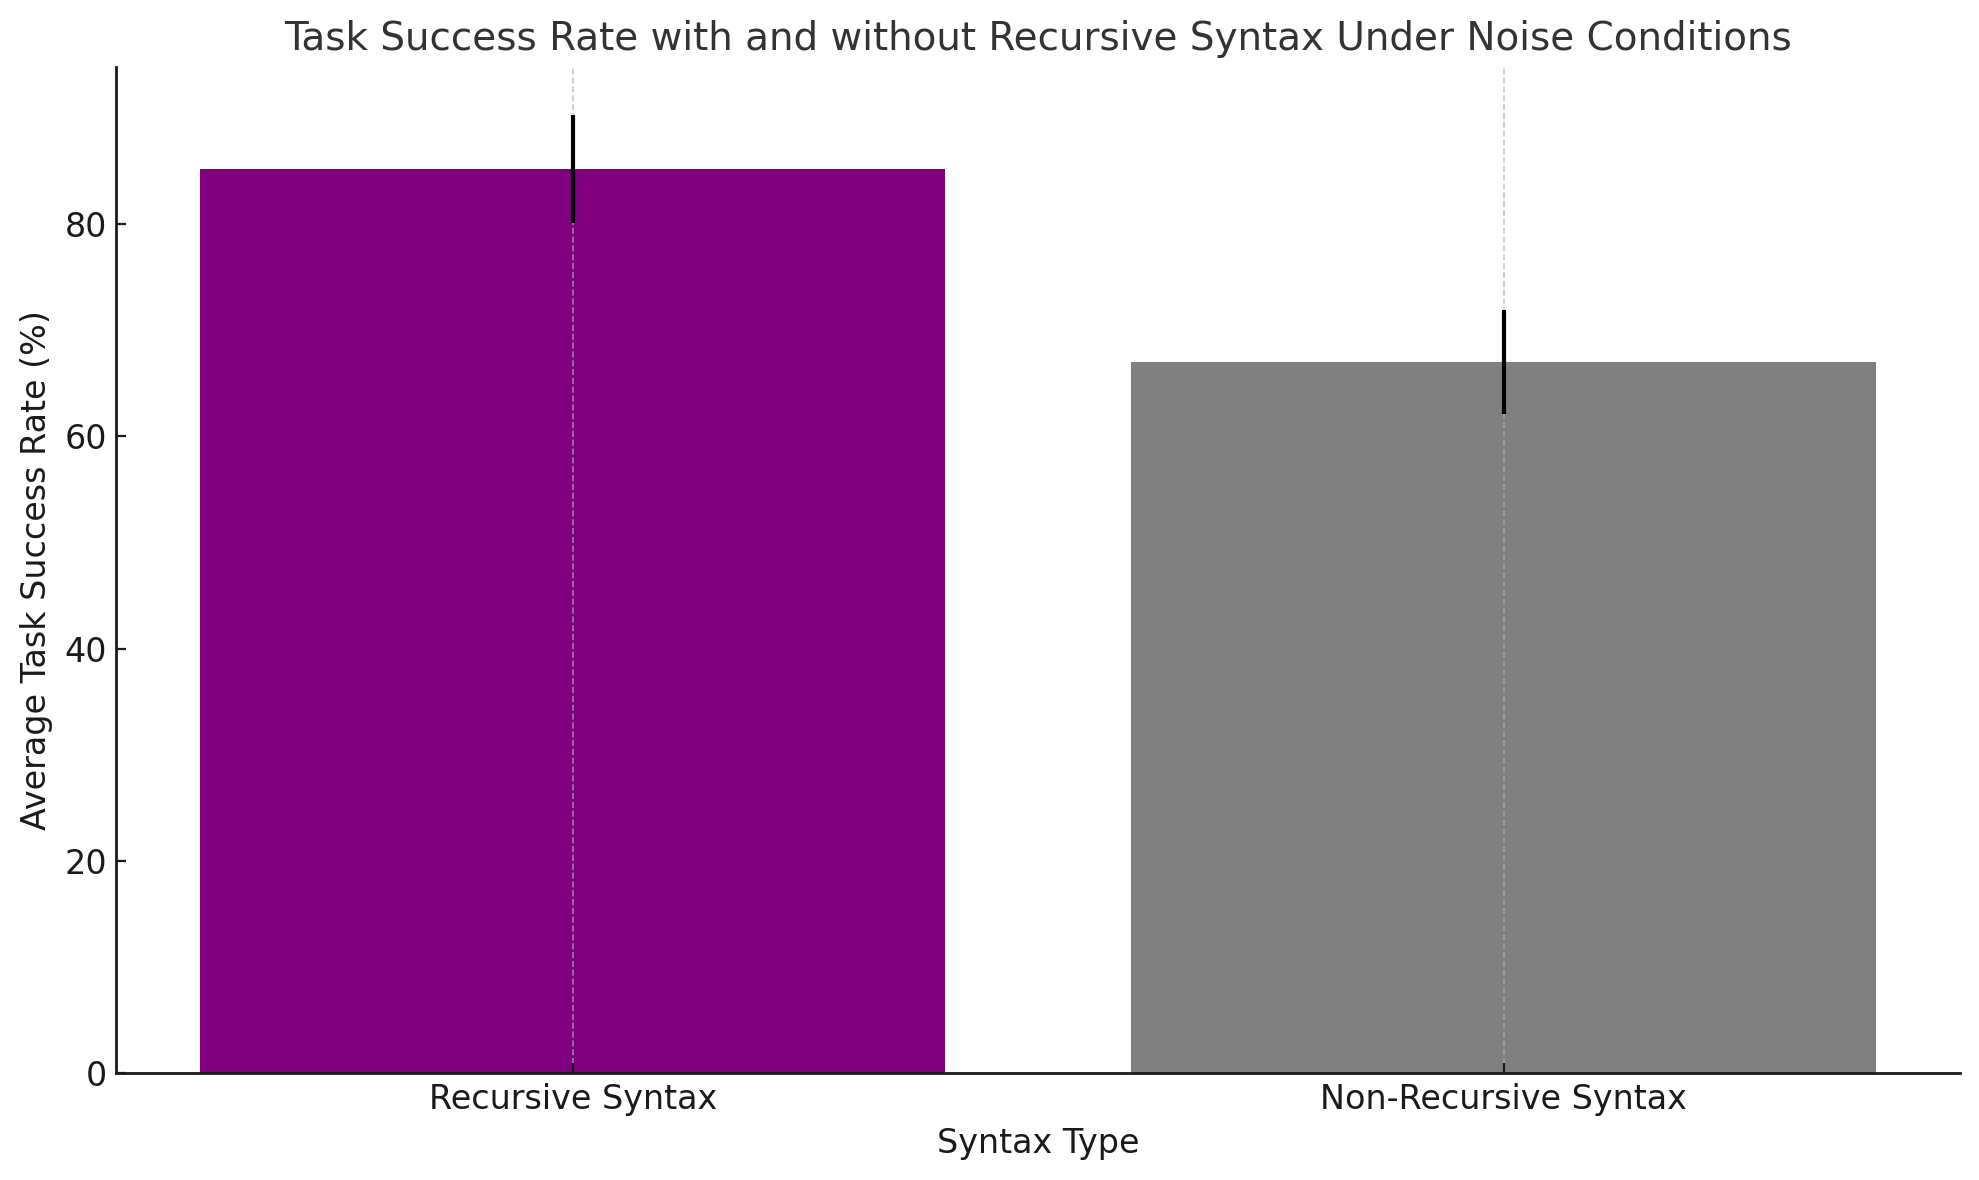 Task Success Rate with and without Recursive Syntax Under Noise Conditions
Average Task Success Rate (%)
80
60
40
20
0
Recursive Syntax
Non-Recursive Syntax
Syntax Type